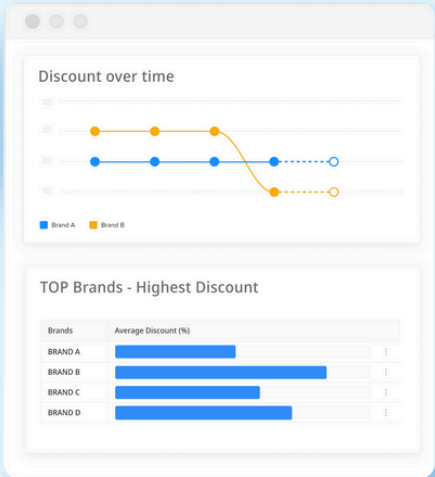 Discount over time
Brand A Brand B
TOP Brands - Highest Discount
Brands Average Discount (%)
BRAND A
BRAND B
BRAND C
BRAND D